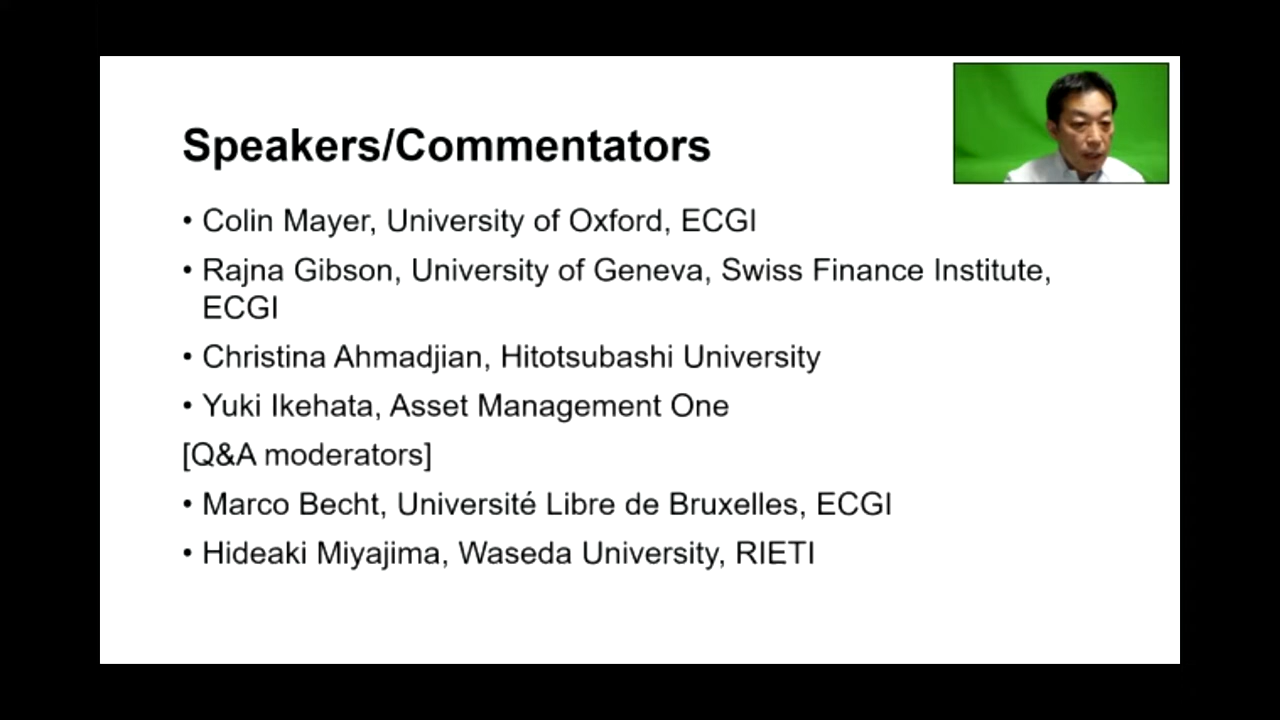 Speakers/Commentators
• Colin Mayer, University of Oxford, ECGI
• Rajna Gibson, University of Geneva, Swiss Finance Institute,
ECGI
• Christina Ahmadjian, Hitotsubashi University
• Yuki Ikehata, Asset Management One
[Q&A moderators]
• Marco Becht, Université Libre de Bruxelles, ECGI
• Hideaki Miyajima, Waseda University, RIETI